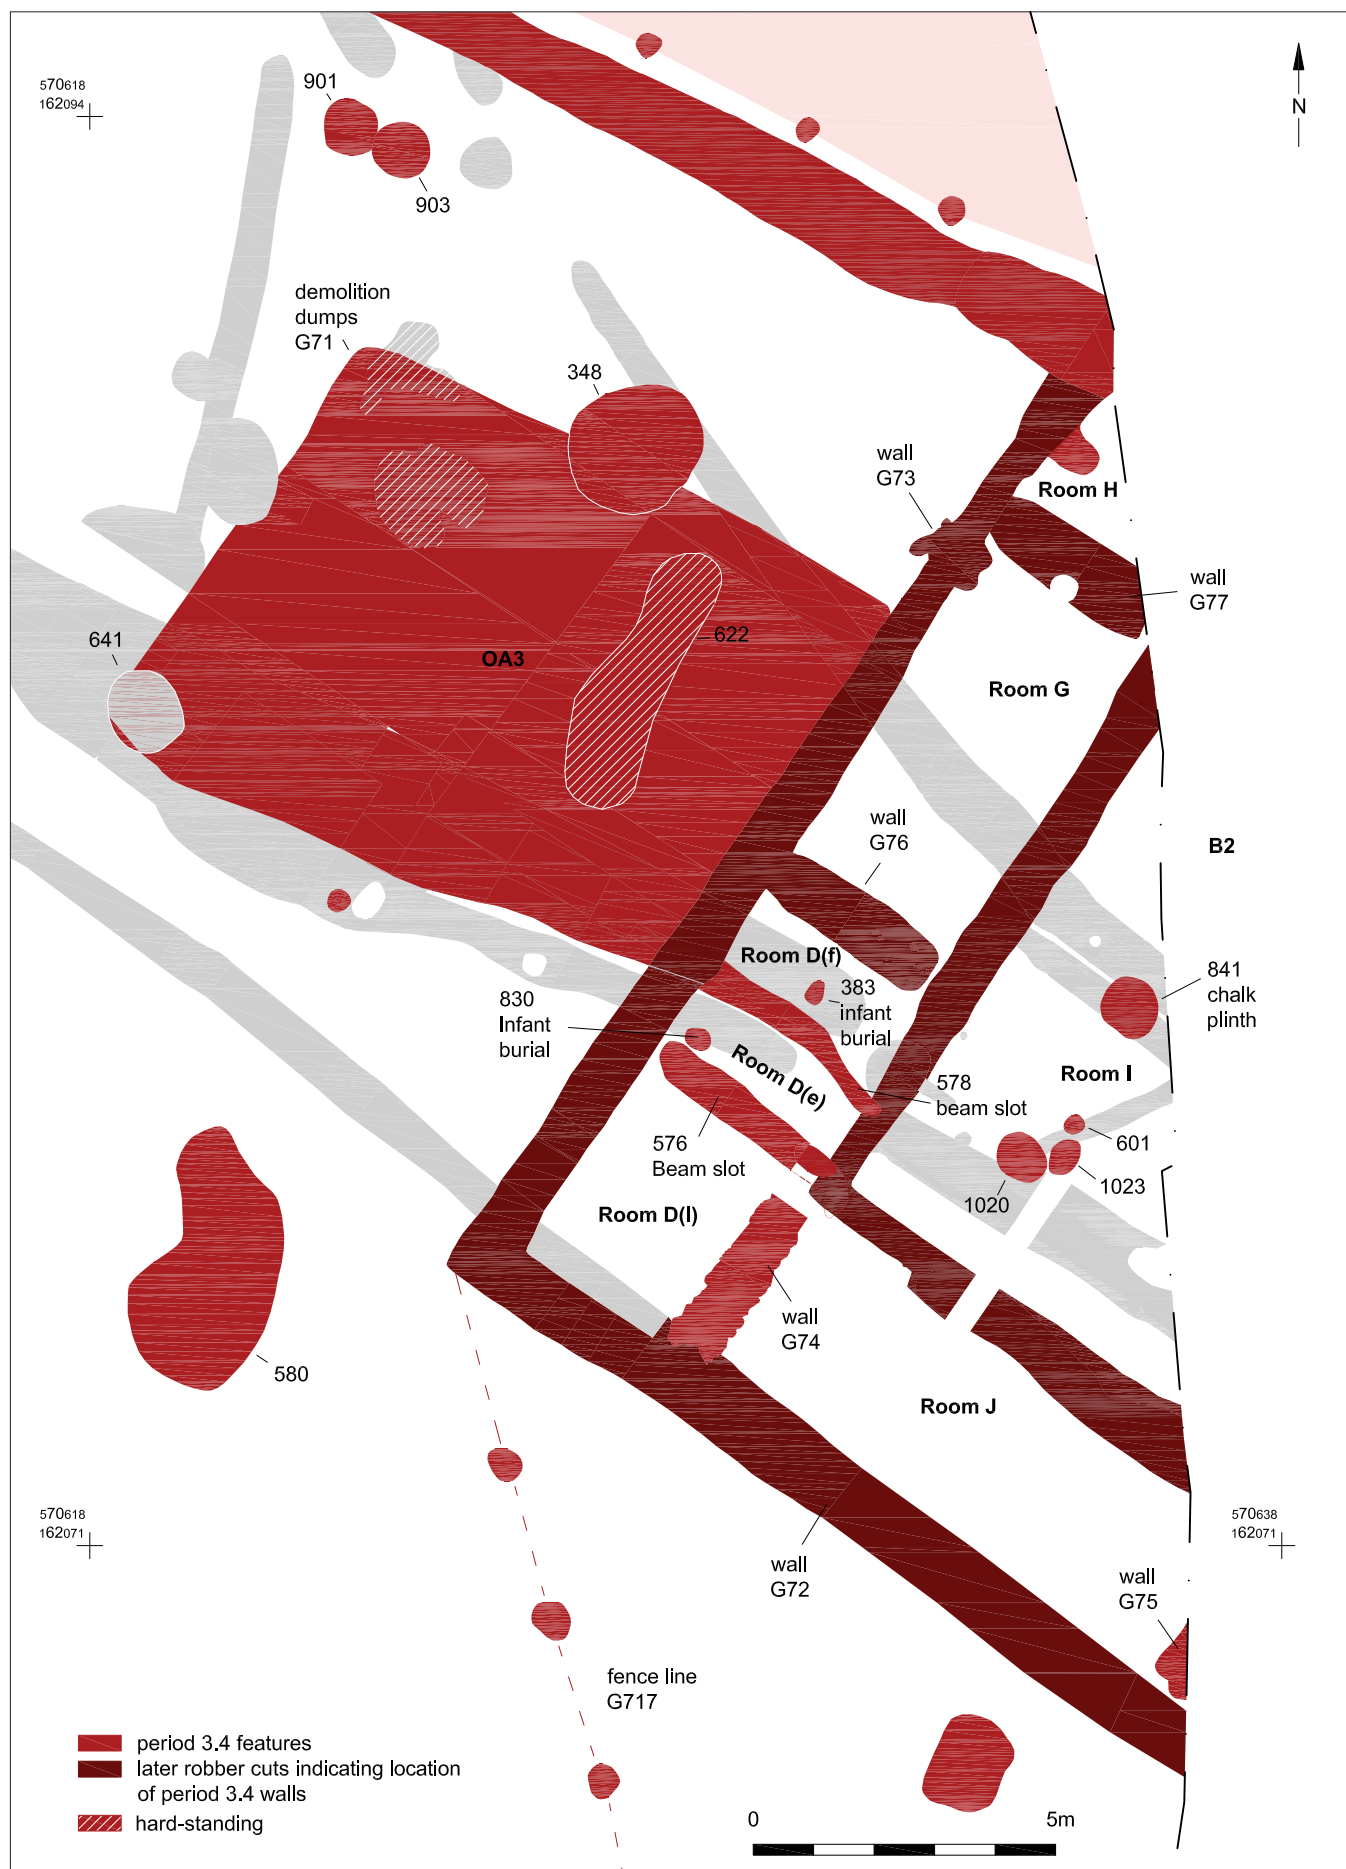 570618
162094
901
903
N
demolition
dumps
G71
348
wall
G73
Room H
wall
G77
641
OA3
622
Room G
wall
G76
B2
Room D(f)
383
infant
burial
841
chalk
plinth
830
Infant
burial
Room D(e)
578
beam slot
Room I
576
Beam slot
601
1023
1020
Room D(I)
wall
G74
580
Room J
570618
162071
570638
162071
wall
G72
wall
G75
fence line
G717
period 3.4 features
later robber cuts indicating location
of period 3.4 walls
hard-standing
0 5m